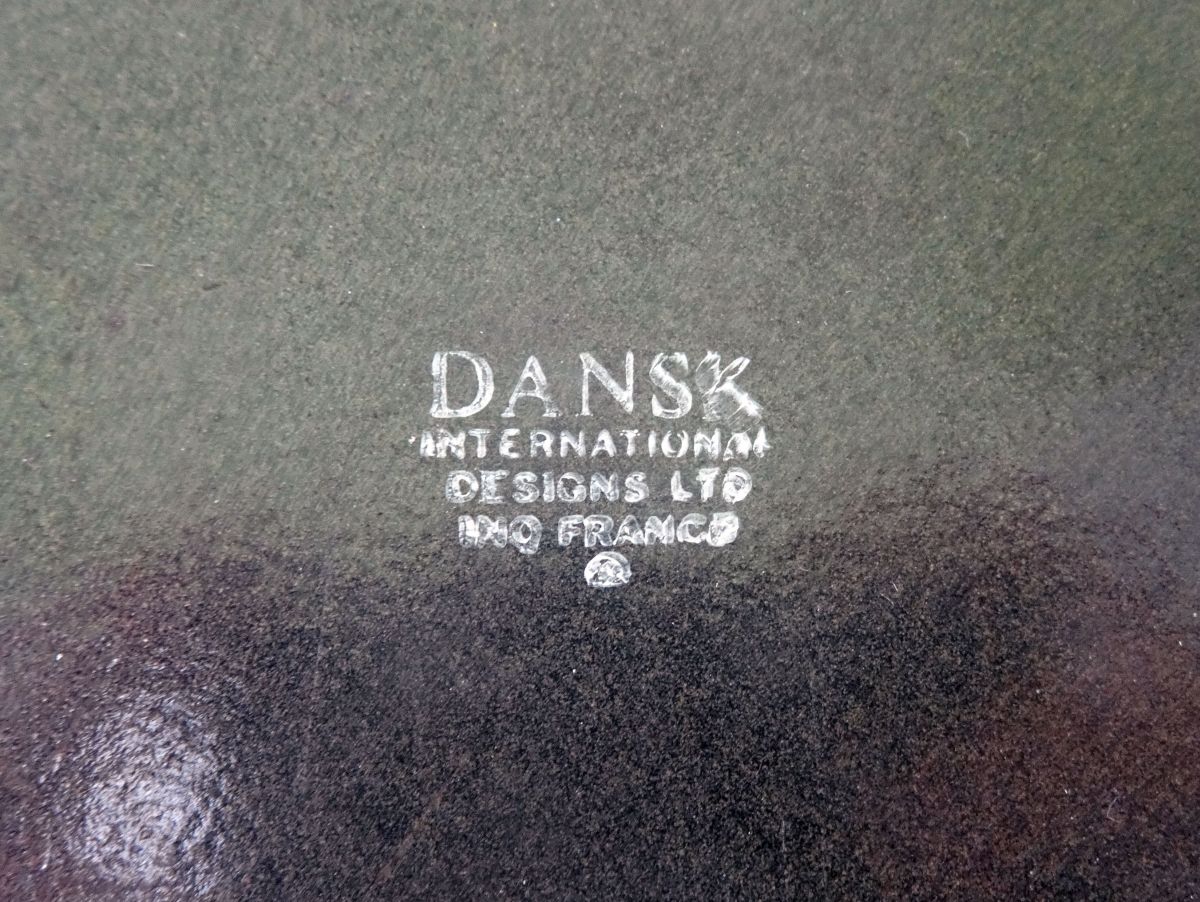 DANSK
INTERNATIONAL
DESIGNS LTD
IHQ FRANCE